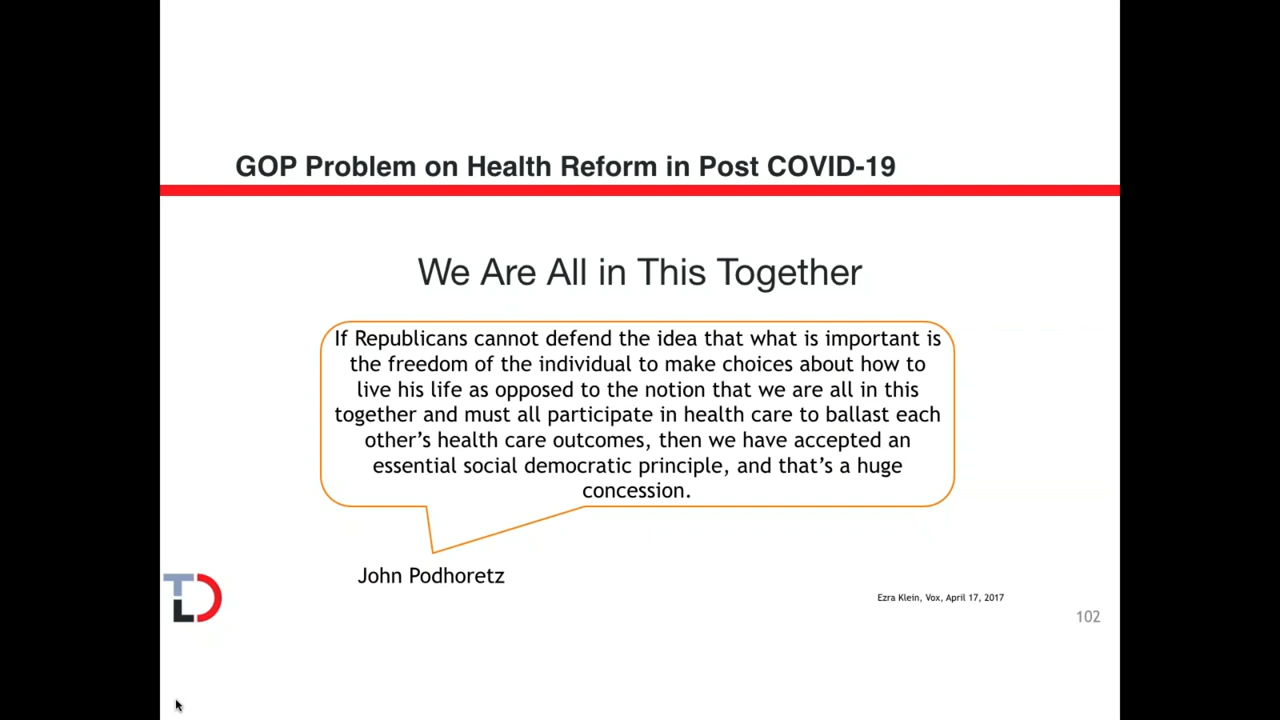 GOP Problem on Health Reform in Post COVID-19
We Are All in This Together
If Republicans cannot defend the idea that what is important is
the freedom of the individual to make choices about how to
live his life as opposed to the notion that we are all in this
together and must all participate in health care to ballast each
other’s health care outcomes, then we have accepted an
essential social democratic principle, and that’s a huge
concession.
John Podhoretz
Ezra Klein, Vox, April 17, 2017
TLD
102